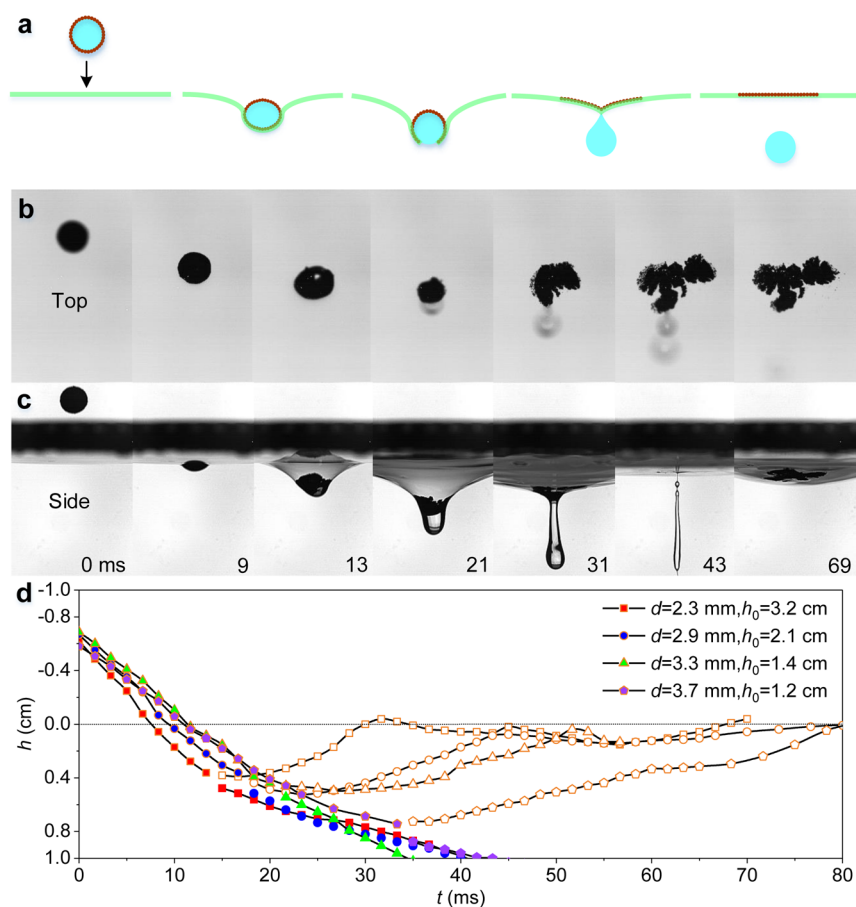 a
b
Top
c
Side
0 ms 9 13 21 31 43 69
d
-1.0
-0.8
-0.4
0.0
0.4
0.8
1.0
h (cm)
d=2.3 mm,h0=3.2 cm
d=2.9 mm,h0=2.1 cm
d=3.3 mm,h0=1.4 cm
d=3.7 mm,h0=1.2 cm
0 10 20 30 40 50 60 70 80
t (ms)